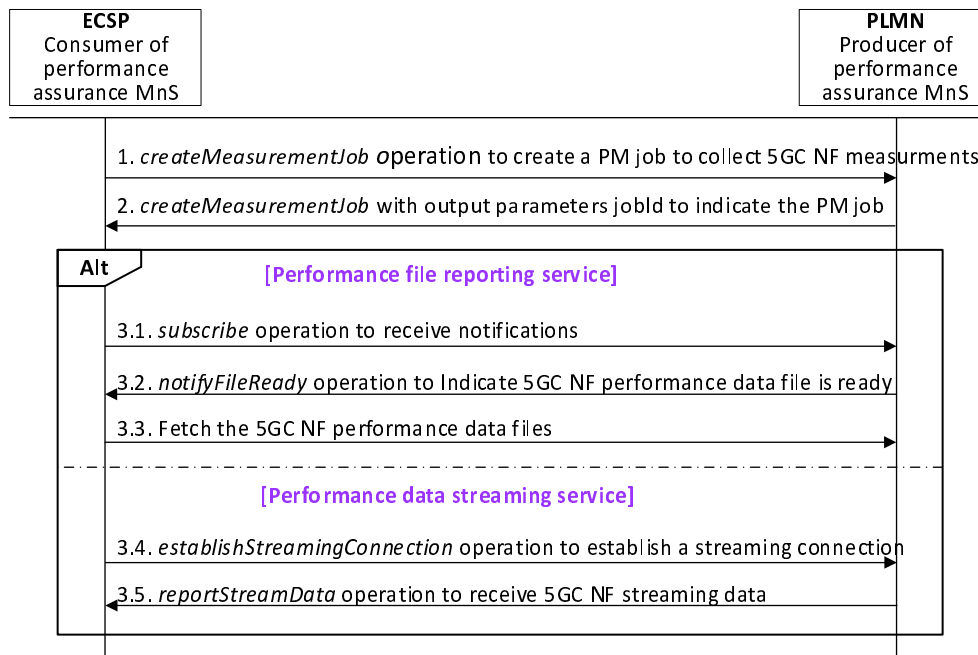 ECSP
Consumer of
performance
assurance MnS
PLMN
Producer of
performance
assurance MnS
1. createMeasurementJob operation to create a PM job to collect 5GC NF measurments
2. createMeasurementJob with output parameters jobId to indicate the PM job
Alt
[Performance file reporting service]
3.1. subscribe operation to receive notifications
3.2. notifyFileReady operation to Indicate 5GC NF performance data file is ready
3.3. Fetch the 5GC NF performance data files
[Performance data streaming service]
3.4. establishStreamingConnection operation to establish a streaming connection
3.5. reportStreamData operation to receive 5GC NF streaming data